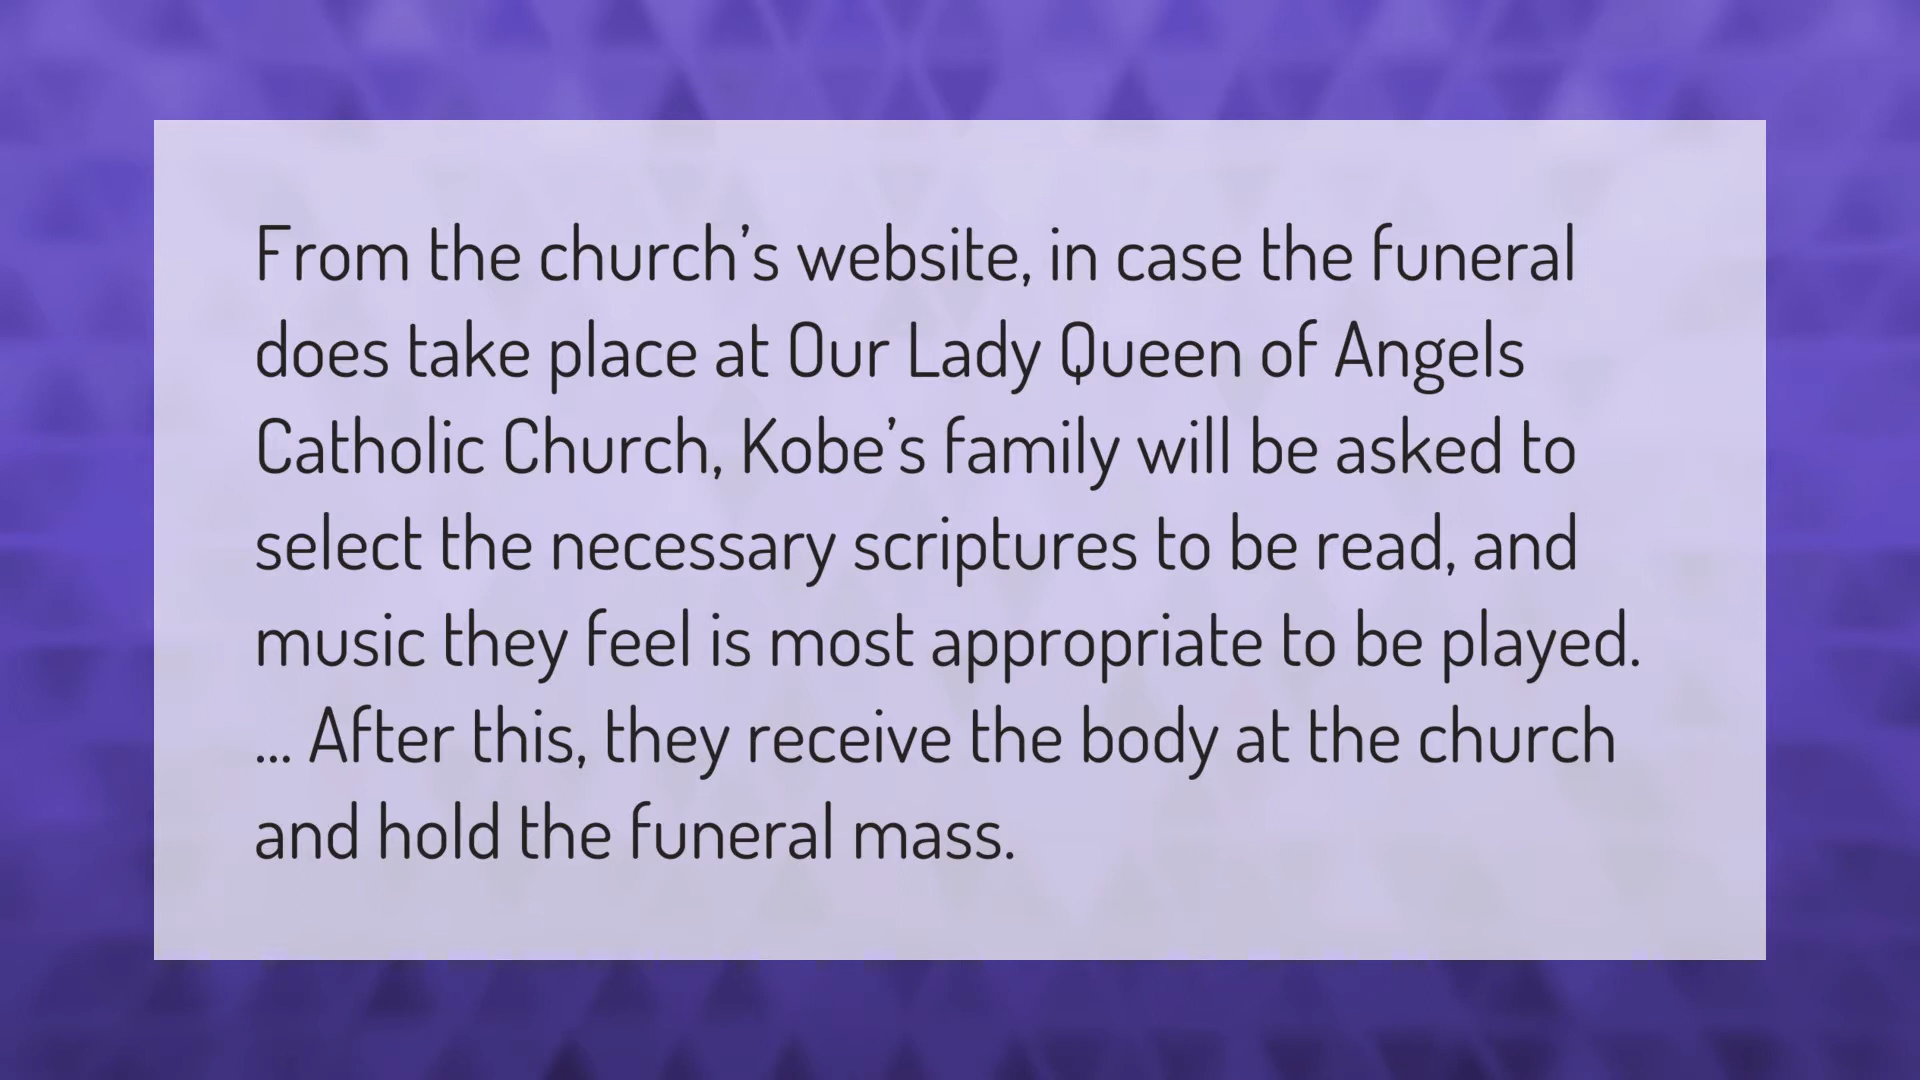 From the church’s website, in case the funeral
does take place at Our Lady Queen of Angels
Catholic Church, Kobe’s family will be asked to
select the necessary scriptures to be read, and
music they feel is most appropriate to be played.
... After this, they receive the body at the church
and hold the funeral mass.